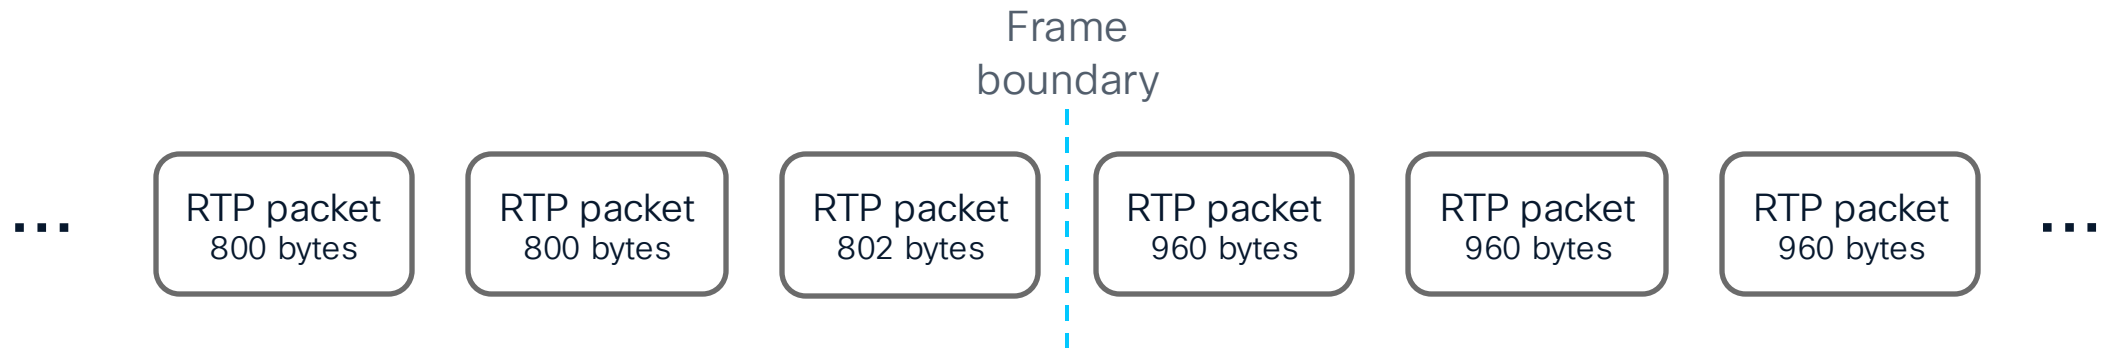 Frame
boundary
...
RTP packet
800 bytes
RTP packet
800 bytes
RTP packet
802 bytes
RTP packet
960 bytes
RTP packet
960 bytes
RTP packet
960 bytes
...